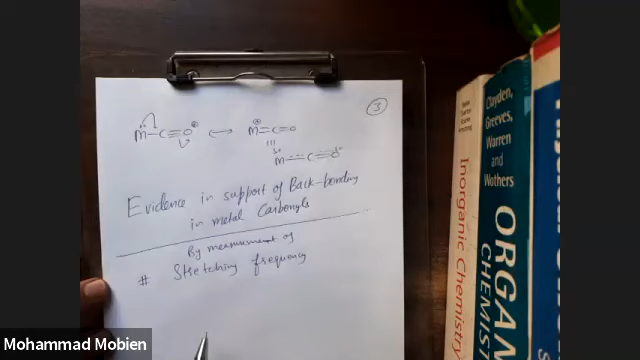 ③
M–C≡O⊕ ↔ M⊕=C=O
M═C═O
Evidence in support of Back-bonding
in metal Carbonyls
By measurement of
# Stretching frequency
Inorganic Chemistry
Clayden,
Greeves,
Warren
and
Wothers
ORGANIC
CHEMISTRY
Mohammad Mobien